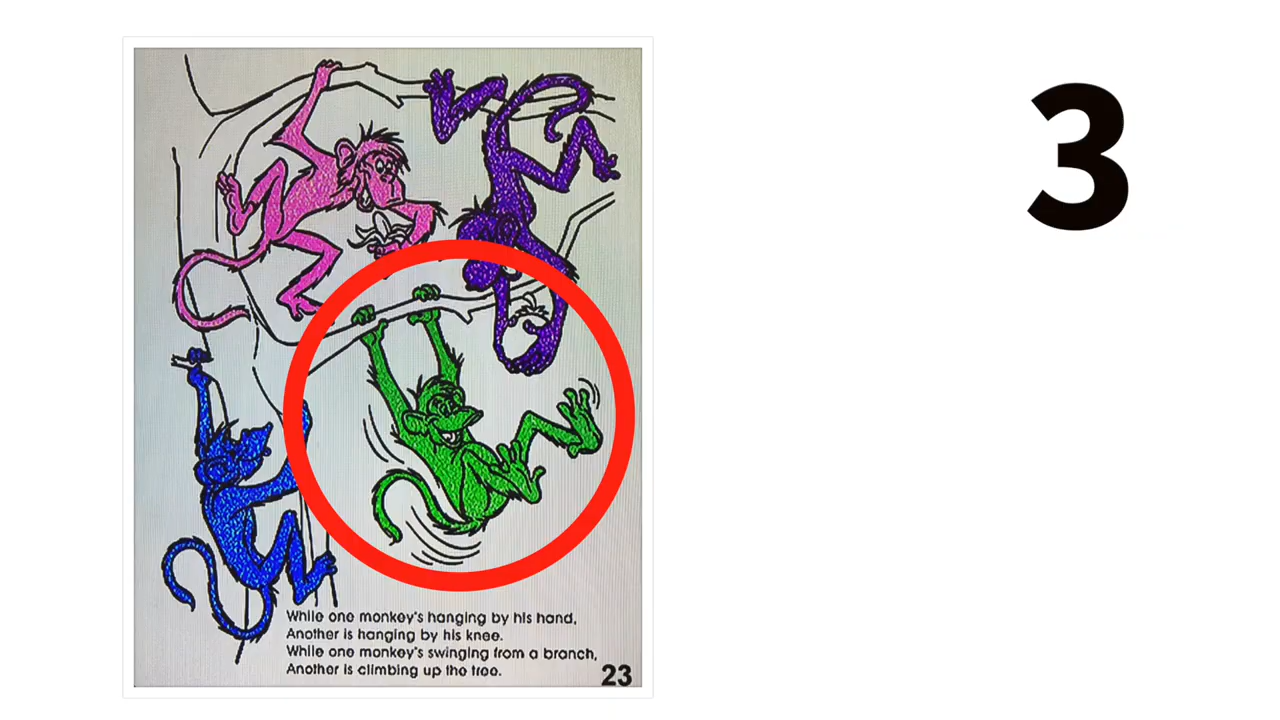 3
While one monkey's hanging by his hand,
Another is hanging by his knee.
While one monkey's swinging from a branch,
Another is climbing up the tree.
23